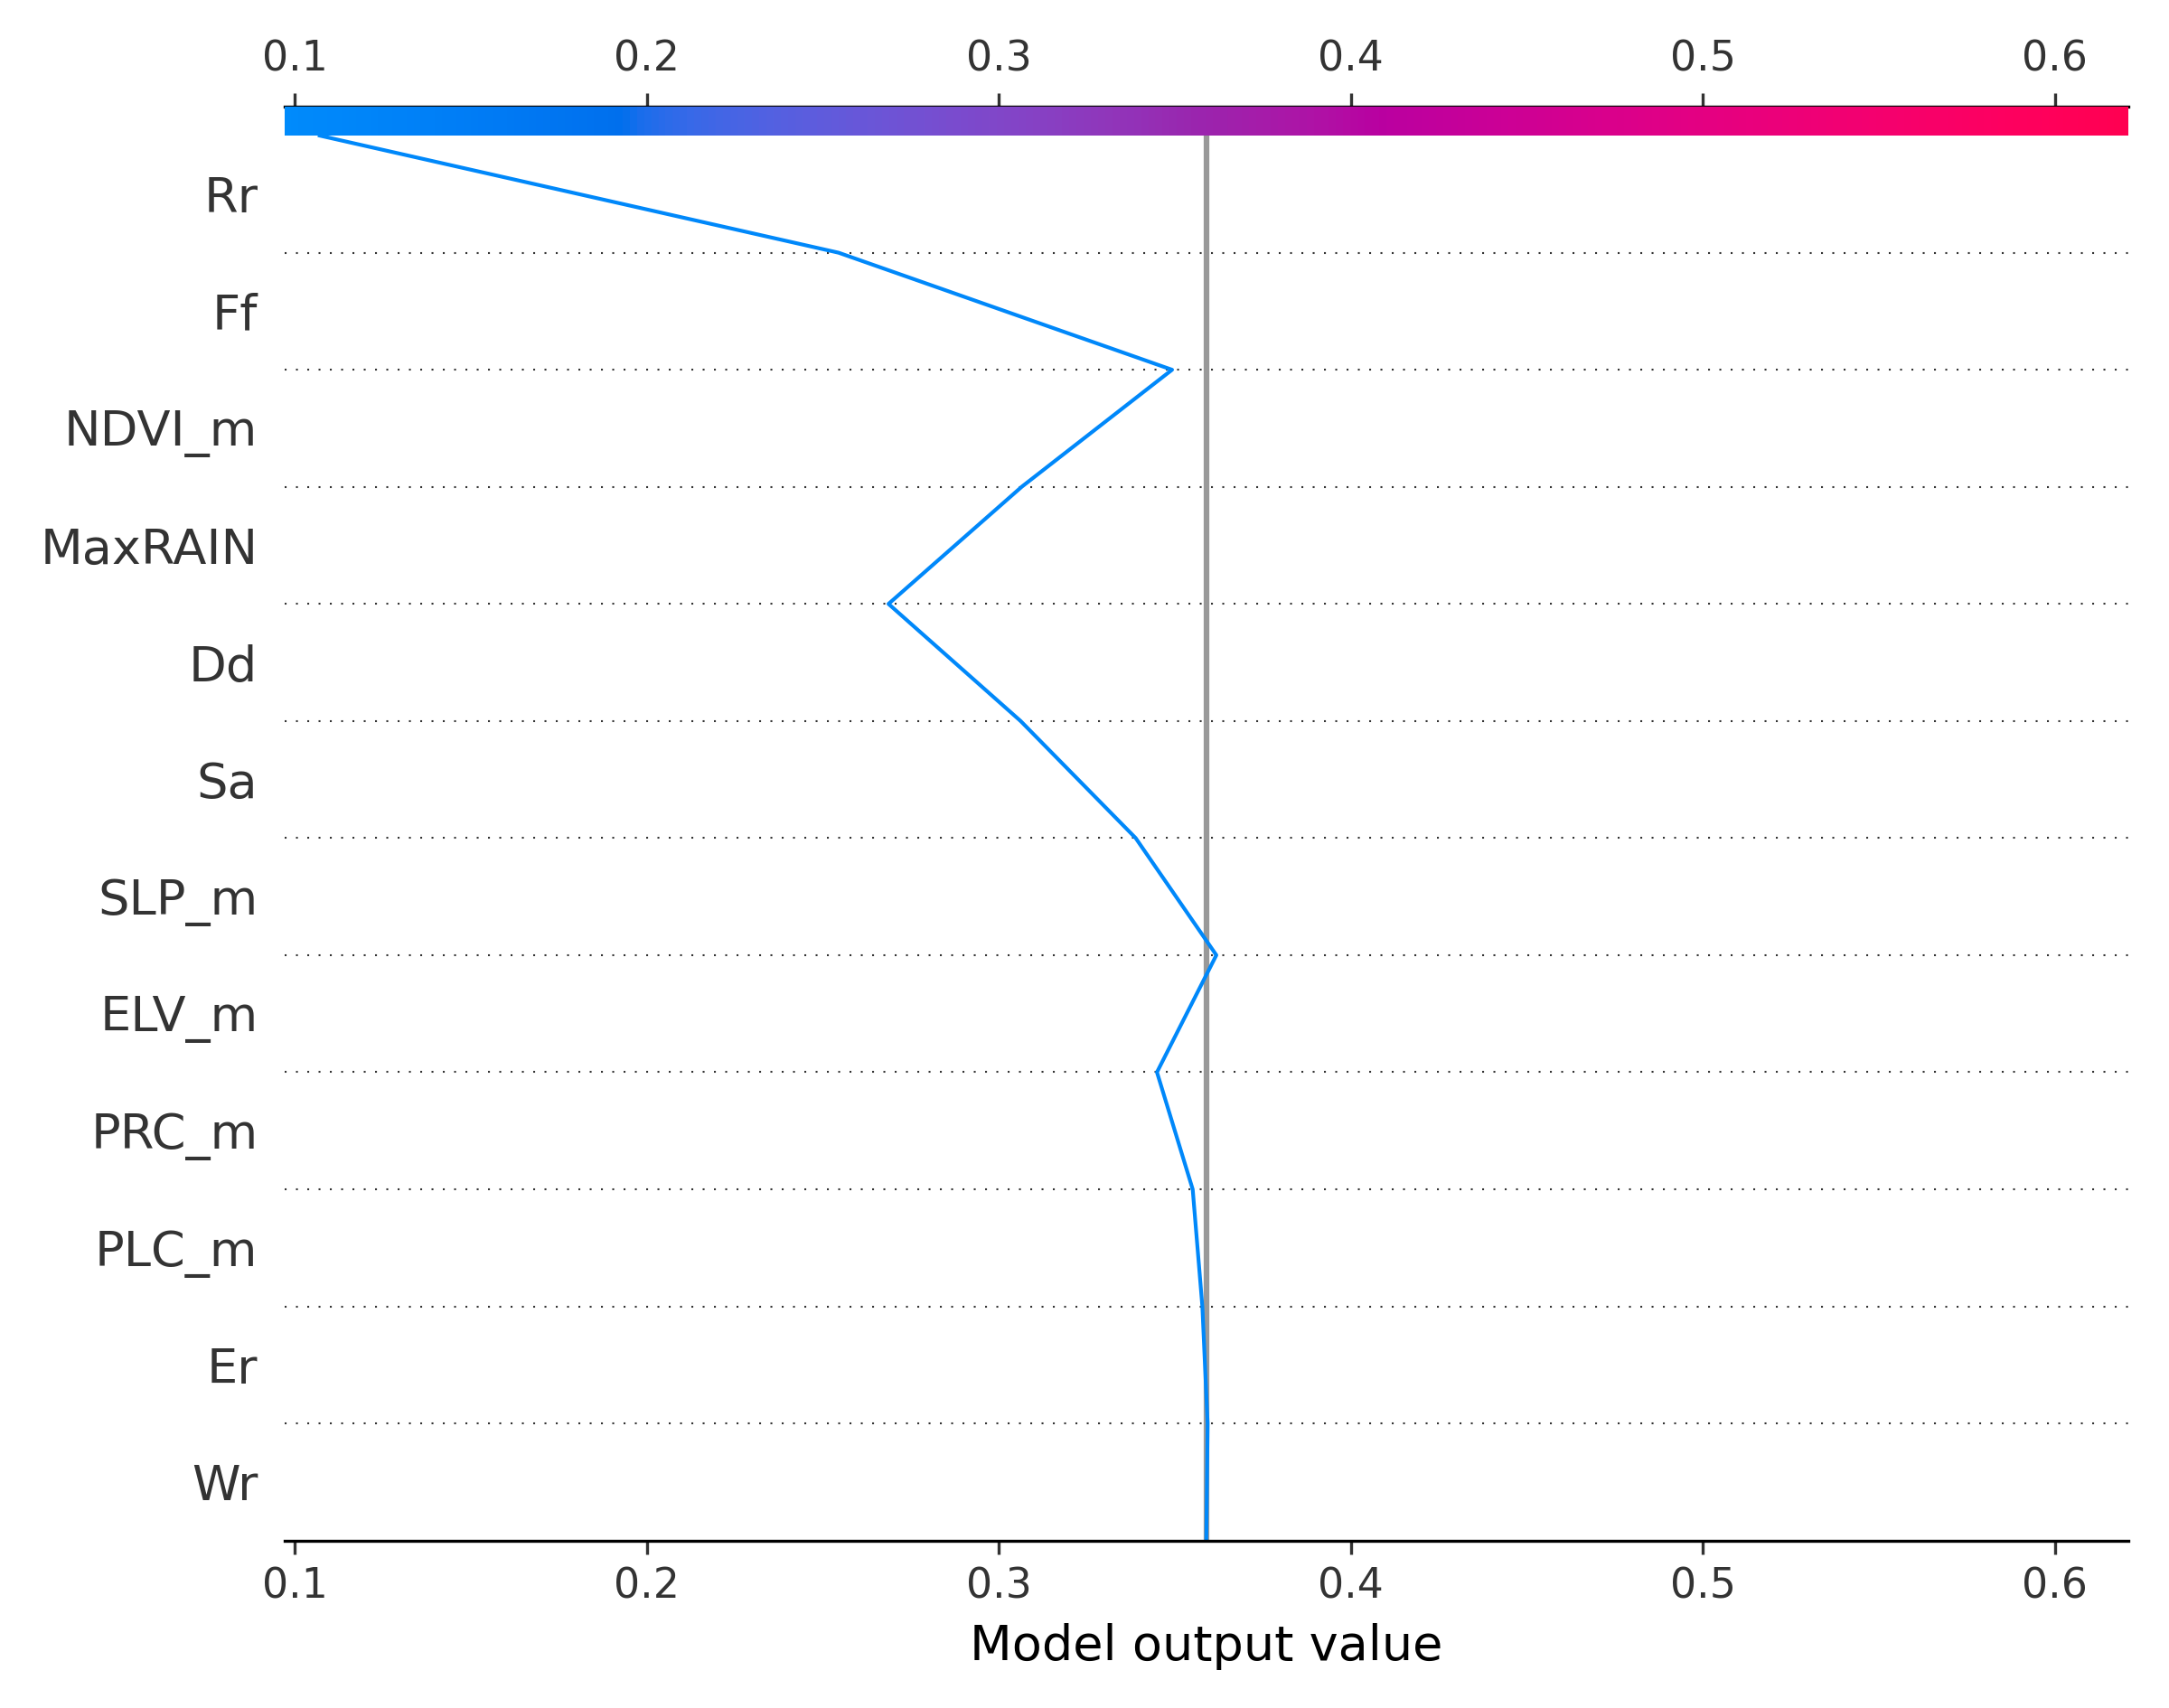 0.1 0.2 0.3 0.4 0.5 0.6
Rr
Ff
NDVI_m
MaxRAIN
Dd
Sa
SLP_m
ELV_m
PRC_m
PLC_m
Er
Wr
0.1 0.2 0.3 0.4 0.5 0.6
Model output value